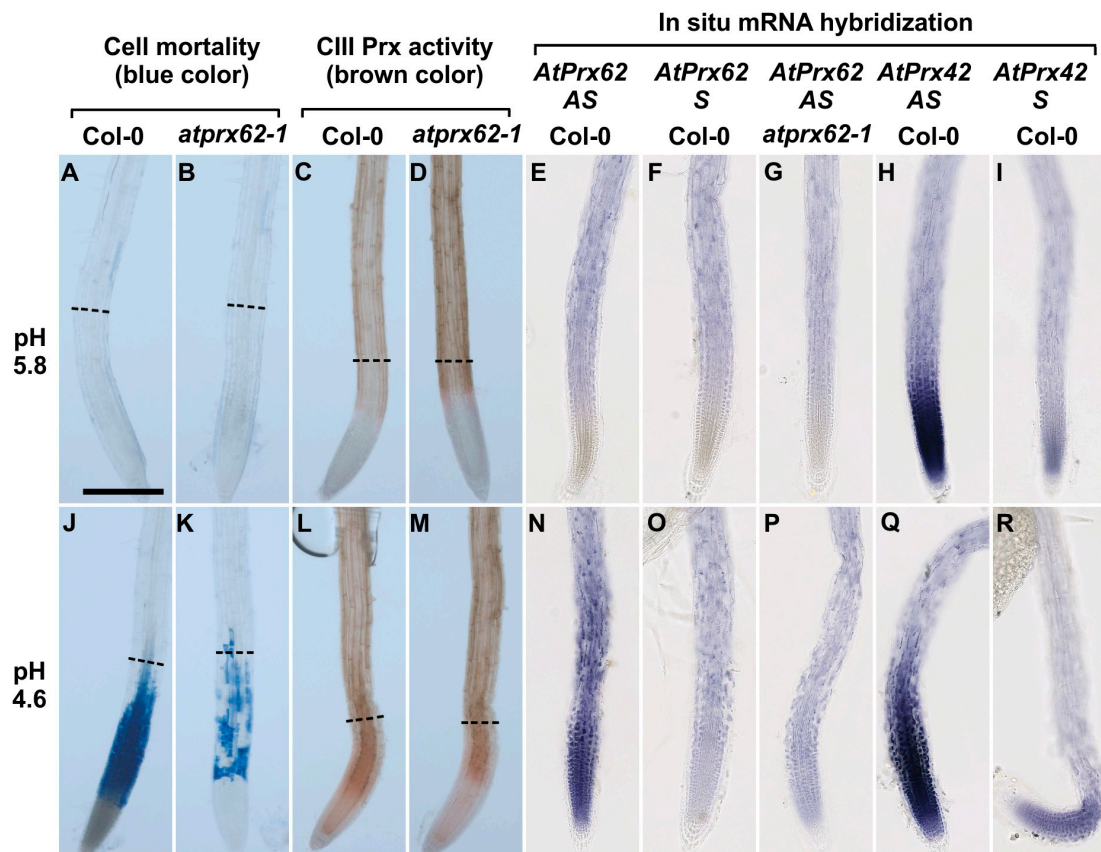 In situ mRNA hybridization
Cell mortality
(blue color)
CIII Prx activity
(brown color)
AtPrx62 AtPrx62 AtPrx62 AtPrx42 AtPrx42
AS S AS AS S
Col-0 atprx62-1 Col-0 atprx62-1 Col-0 Col-0 atprx62-1 Col-0 Col-0
A B C D E F G H I
pH
5.8
J K L M N O P Q R
pH
4.6